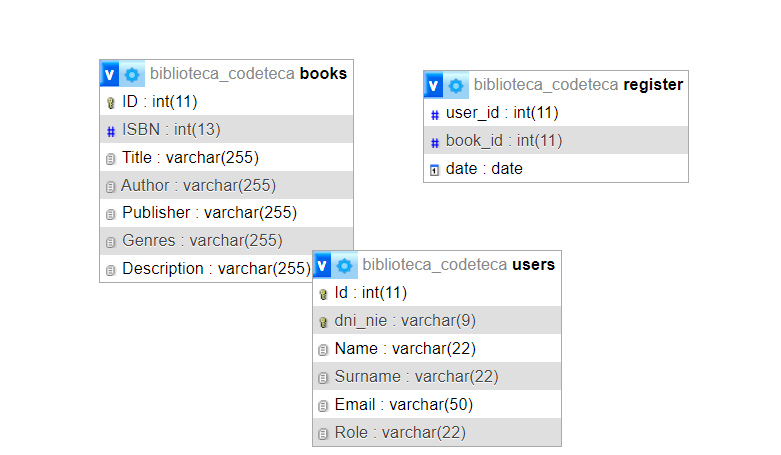 biblioteca_codeteca books
ID : int(11)
ISBN : int(13)
Title : varchar(255)
Author : varchar(255)
Publisher : varchar(255)
Genres : varchar(255)
Description : varchar(255)
biblioteca_codeteca register
user_id : int(11)
book_id : int(11)
date : date
biblioteca_codeteca users
Id : int(11)
dni_nie : varchar(9)
Name : varchar(22)
Surname : varchar(22)
Email : varchar(50)
Role : varchar(22)